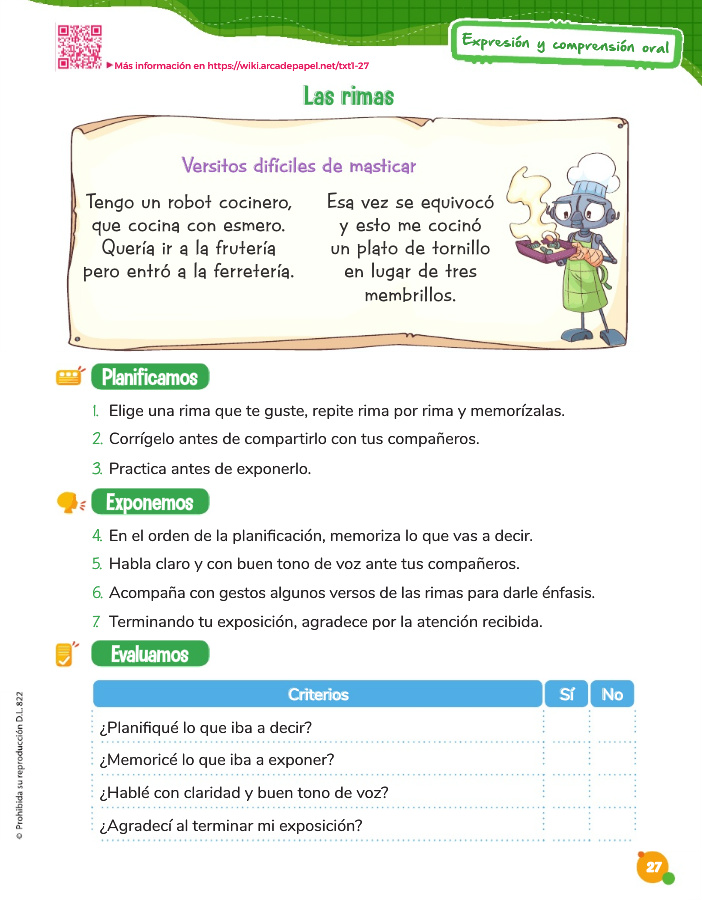 Expresión y comprensión oral
Más información en https://wiki.arcadepapel.net/txt1-27
Las rimas
Versitos difíciles de masticar
Tengo un robot cocinero,
que cocina con esmero.
Quería ir a la frutería
pero entró a la ferretería.
Esa vez se equivocó
y esto me cocinó
un plato de tornillo
en lugar de tres
membrillos.
Planificamos
1. Elige una rima que te guste, repite rima por rima y memorízalas.
2. Corrígelo antes de compartirlo con tus compañeros.
3. Practica antes de exponerlo.
Exponemos
4. En el orden de la planificación, memoriza lo que vas a decir.
5. Habla claro y con buen tono de voz ante tus compañeros.
6. Acompaña con gestos algunos versos de las rimas para darle énfasis.
7. Terminando tu exposición, agradece por la atención recibida.
Evaluamos
Criterios Sí No
¿Planifiqué lo que iba a decir?
¿Memoricé lo que iba a exponer?
¿Hablé con claridad y buen tono de voz?
¿Agradecí al terminar mi exposición?
© Prohibida su reproducción D.L. 822
27